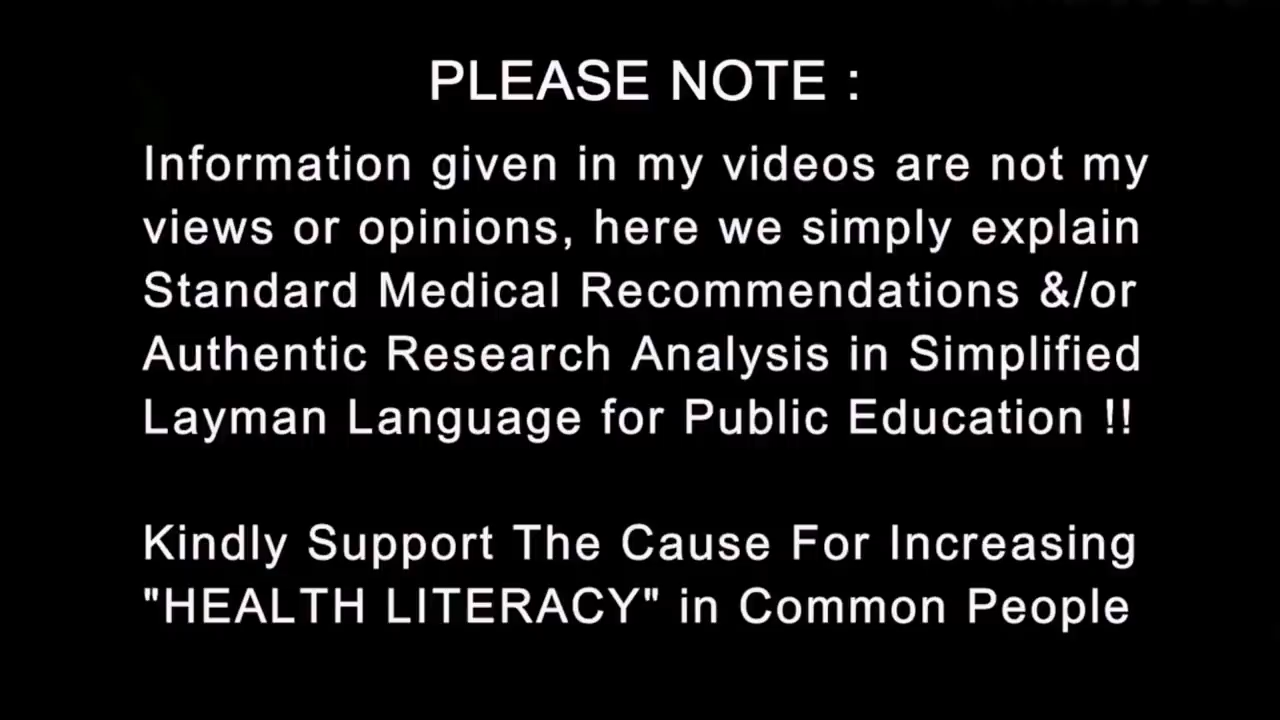 PLEASE NOTE :
Information given in my videos are not my
views or opinions, here we simply explain
Standard Medical Recommendations &/or
Authentic Research Analysis in Simplified
Layman Language for Public Education !!
Kindly Support The Cause For Increasing
"HEALTH LITERACY" in Common People